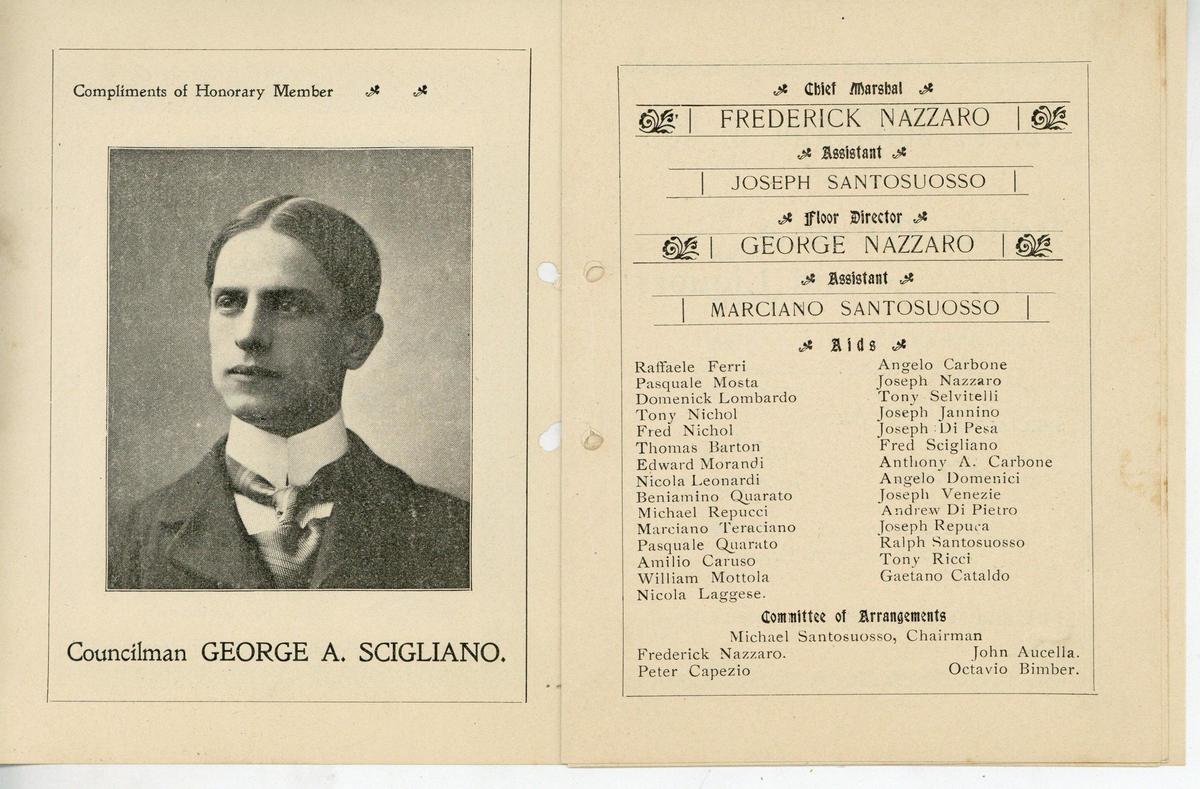 Compliments of Honorary Member
Councilman GEORGE A. SCIGLIANO.
Chief Marshal
FREDERICK NAZZARO
Assistant
JOSEPH SANTOSUOSSO
Floor Director
GEORGE NAZZARO
Assistant
MARCIANO SANTOSUOSSO
Aids
Raffaele Ferri
Pasquale Mosta
Domenick Lombardo
Tony Nichol
Fred Nichol
Thomas Barton
Edward Morandi
Nicola Leonardi
Beniamino Quarato
Michael Repucci
Marciano Teraciano
Pasquale Quarato
Amilio Caruso
William Mottola
Nicola Laggese.
Angelo Carbone
Joseph Nazzaro
Tony Selvitelli
Joseph Jannino
Joseph Di Pesa
Fred Scigliano
Anthony A. Carbone
Angelo Domenici
Joseph Venezie
Andrew Di Pietro
Joseph Repuca
Ralph Santosuosso
Tony Ricci
Gaetano Cataldo
Committee of Arrangements
Michael Santosuosso, Chairman
Frederick Nazzaro. John Aucella.
Peter Capezio Octavio Bimber.